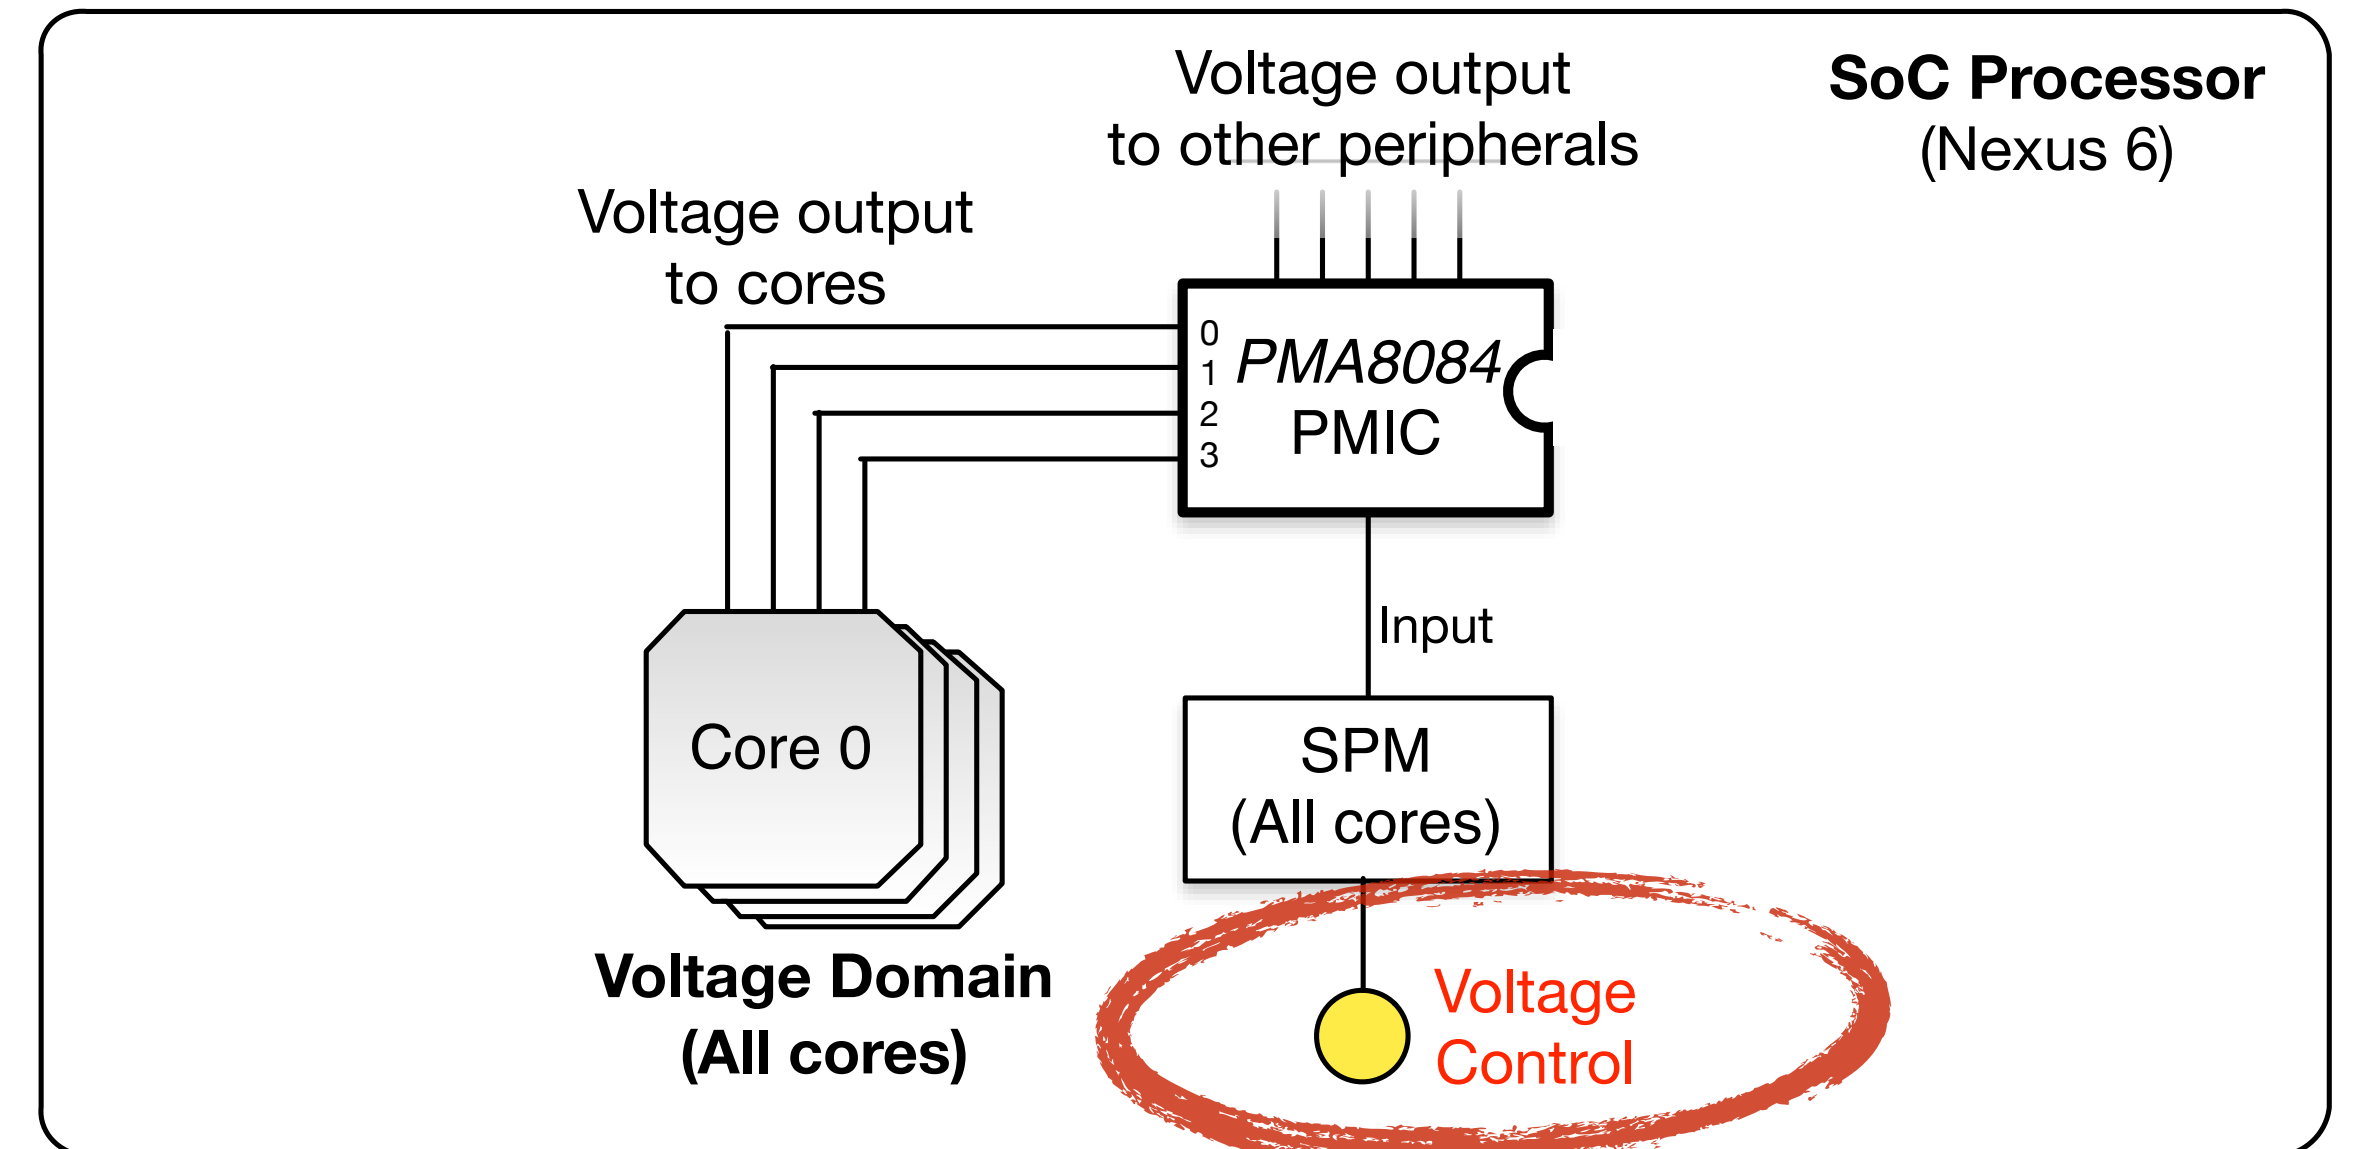 Voltage output
to other peripherals
SoC Processor
(Nexus 6)
Voltage output
to cores
0
1
2
3
PMA8084
PMIC
Input
Core 0
SPM
(All cores)
Voltage Domain
(All cores)
Voltage
Control